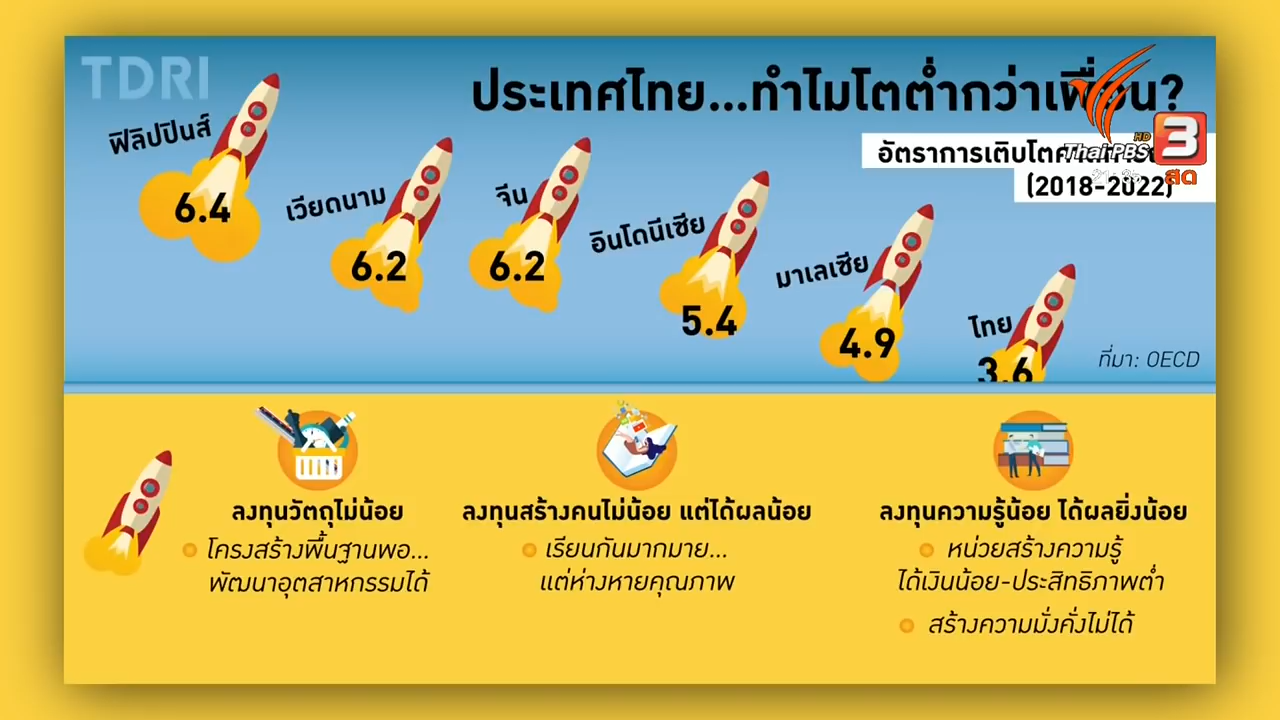 TDRI
ประเทศไทย...ทำไมโตต่ำกว่าเพื่อน?
อัตราการเติบโต
(2018-2022)
ThaiPBS
HD
3
สด
ฟิลิปปินส์
6.4
เวียดนาม
6.2
จีน
6.2
อินโดนีเซีย
5.4
มาเลเซีย
4.9
ไทย
3.6
ที่มา: OECD
ลงทุนวัตถุไม่น้อย
โครงสร้างพื้นฐานพอ...
พัฒนาอุตสาหกรรมได้
ลงทุนสร้างคนไม่น้อย แต่ได้ผลน้อย
เรียนกันมากมาย...
แต่ห่างหายคุณภาพ
ลงทุนความรู้น้อย ได้ผลยิ่งน้อย
หน่วยสร้างความรู้
ได้เงินน้อย-ประสิทธิภาพต่ำ
สร้างความมั่งคั่งไม่ได้